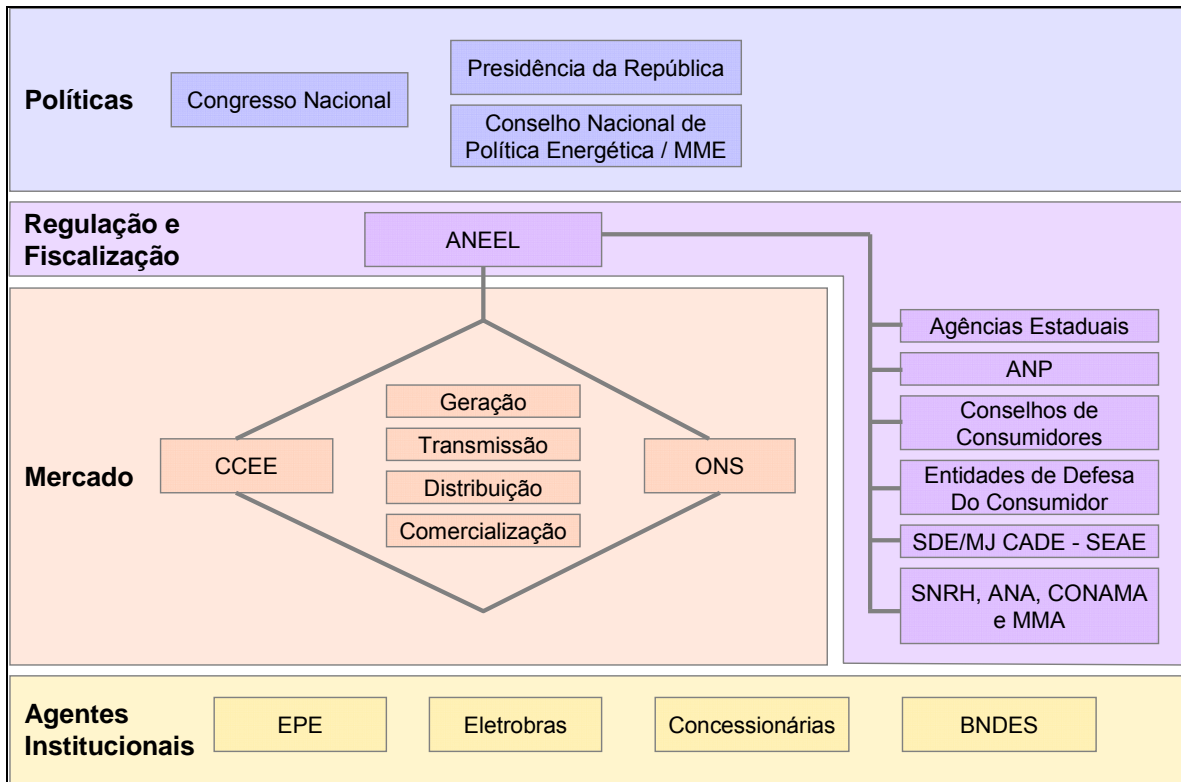 Políticas
Congresso Nacional
Presidência da República
Conselho Nacional de
Política Energética / MME
Regulação e
Fiscalização
ANEEL
Agências Estaduais
ANP
Conselhos de
Consumidores
Entidades de Defesa
Do Consumidor
SDE/MJ CADE - SEAE
SNRH, ANA, CONAMA
e MMA
Mercado
CCEE
Geração
Transmissão
Distribuição
Comercialização
ONS
Agentes
Institucionais
EPE
Eletrobras
Concessionárias
BNDES